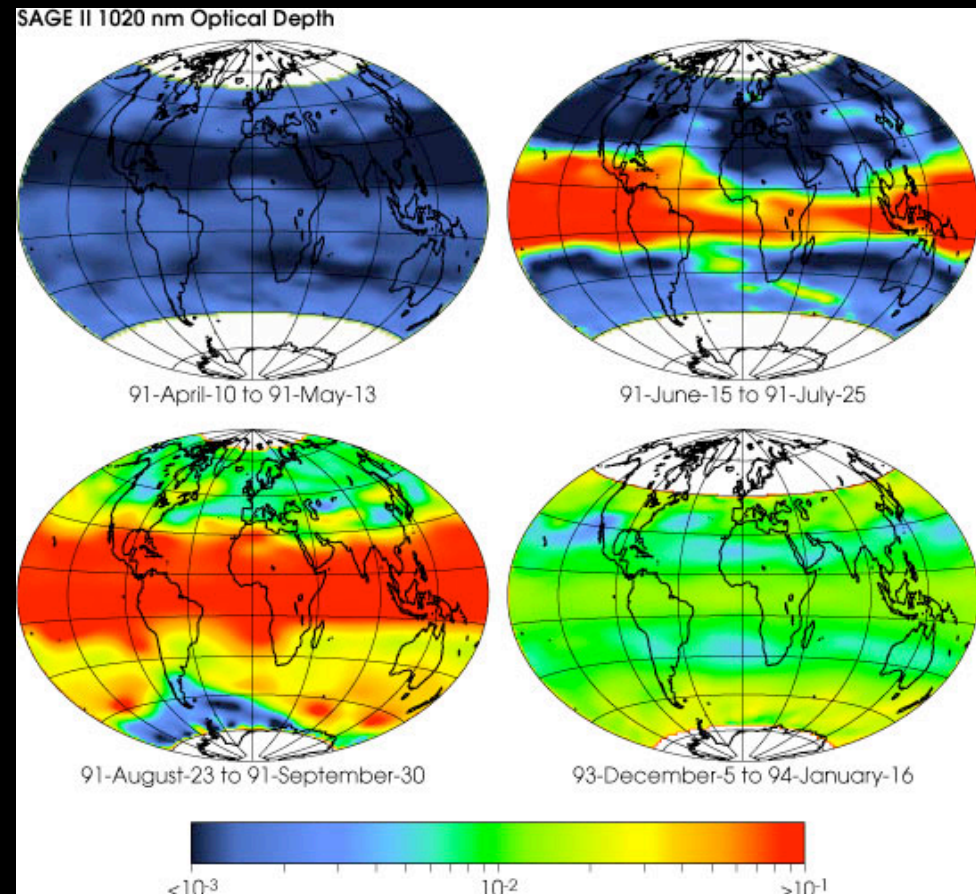 SAGE II 1020 nm Optical Depth
91-April-10 to 91-May-13
91-June-15 to 91-July-25
91-August-23 to 91-September-30
93-December-5 to 94-January-16
<10⁻³ 10⁻² >10⁻¹